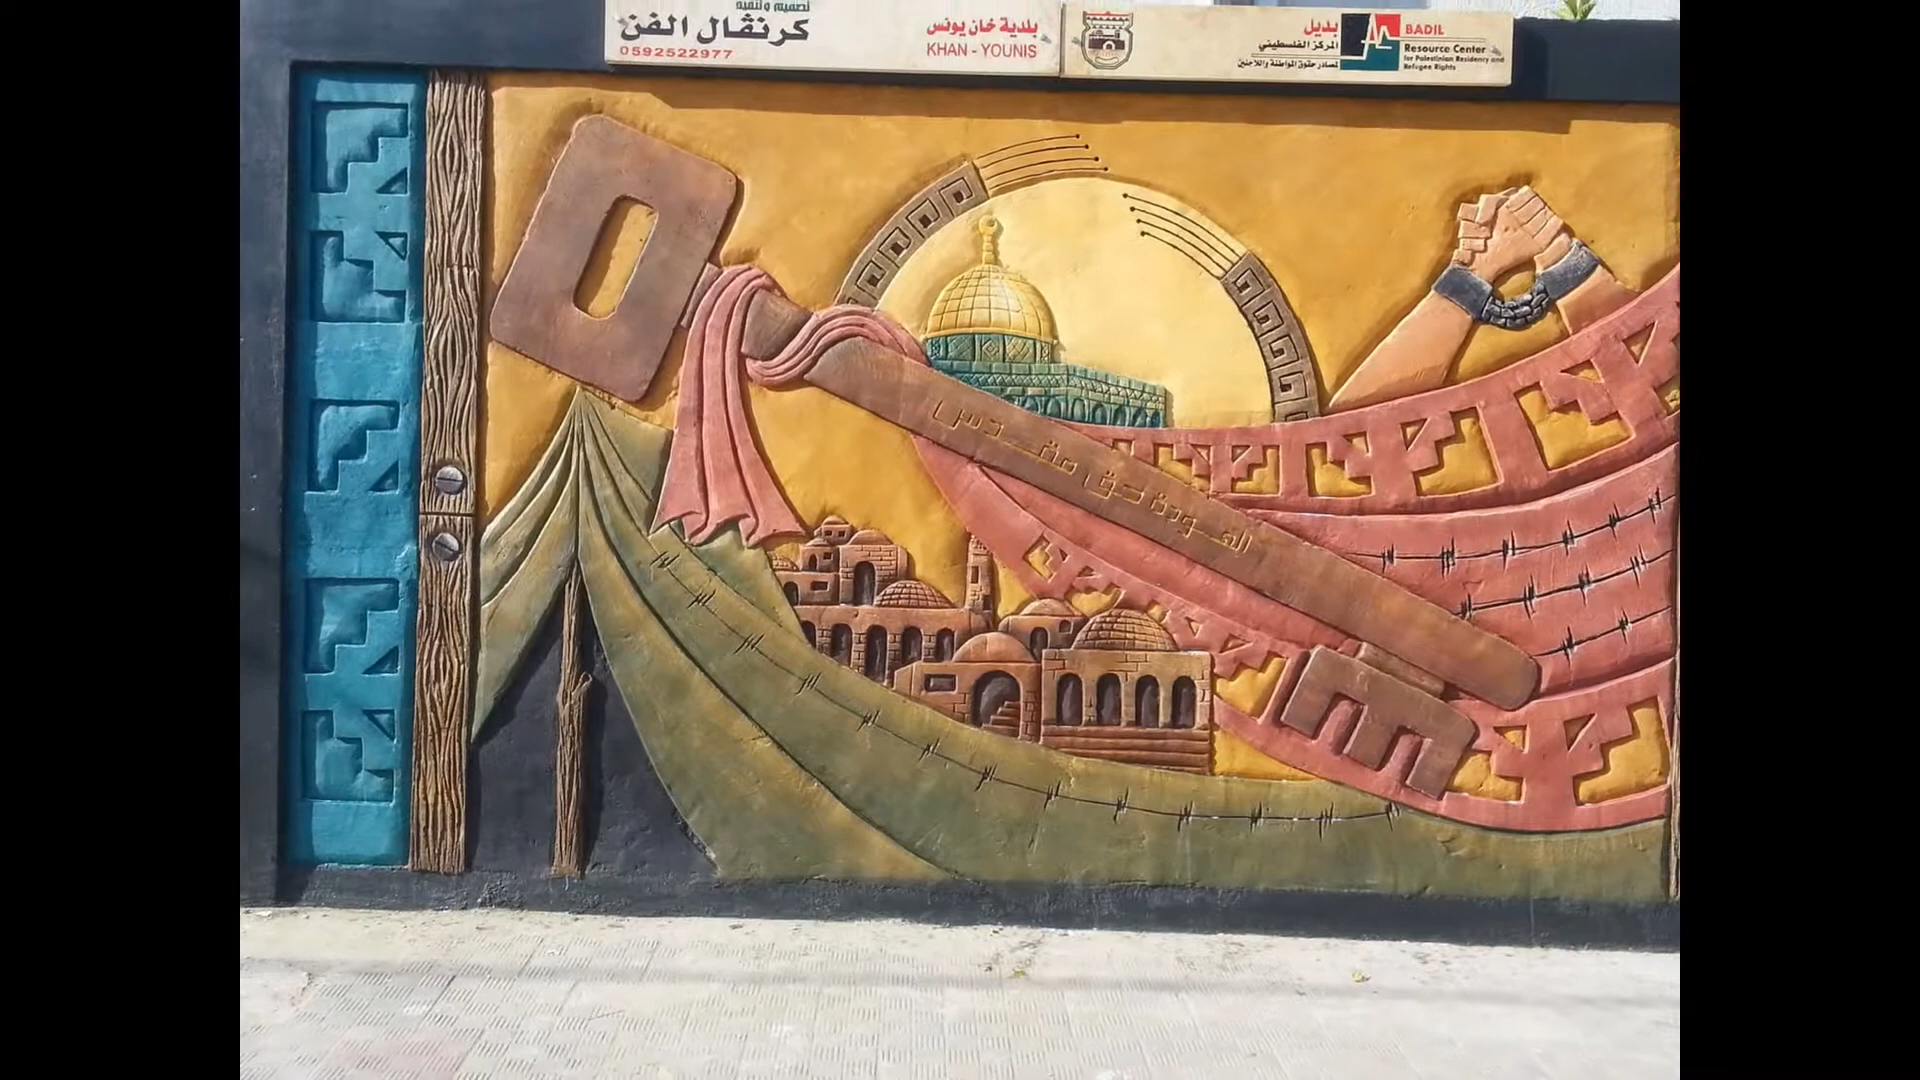 تصميم وتنفيذ
كرنڤال الفن
0592522977
بلدية خان يونس
KHAN - YOUNIS
بديل
المركز الفلسطيني
لمصادر حقوق المواطنة واللاجئين
BADIL
Resource Center
for Palestinian Residency and
Refugee Rights
العودة حق مقدس